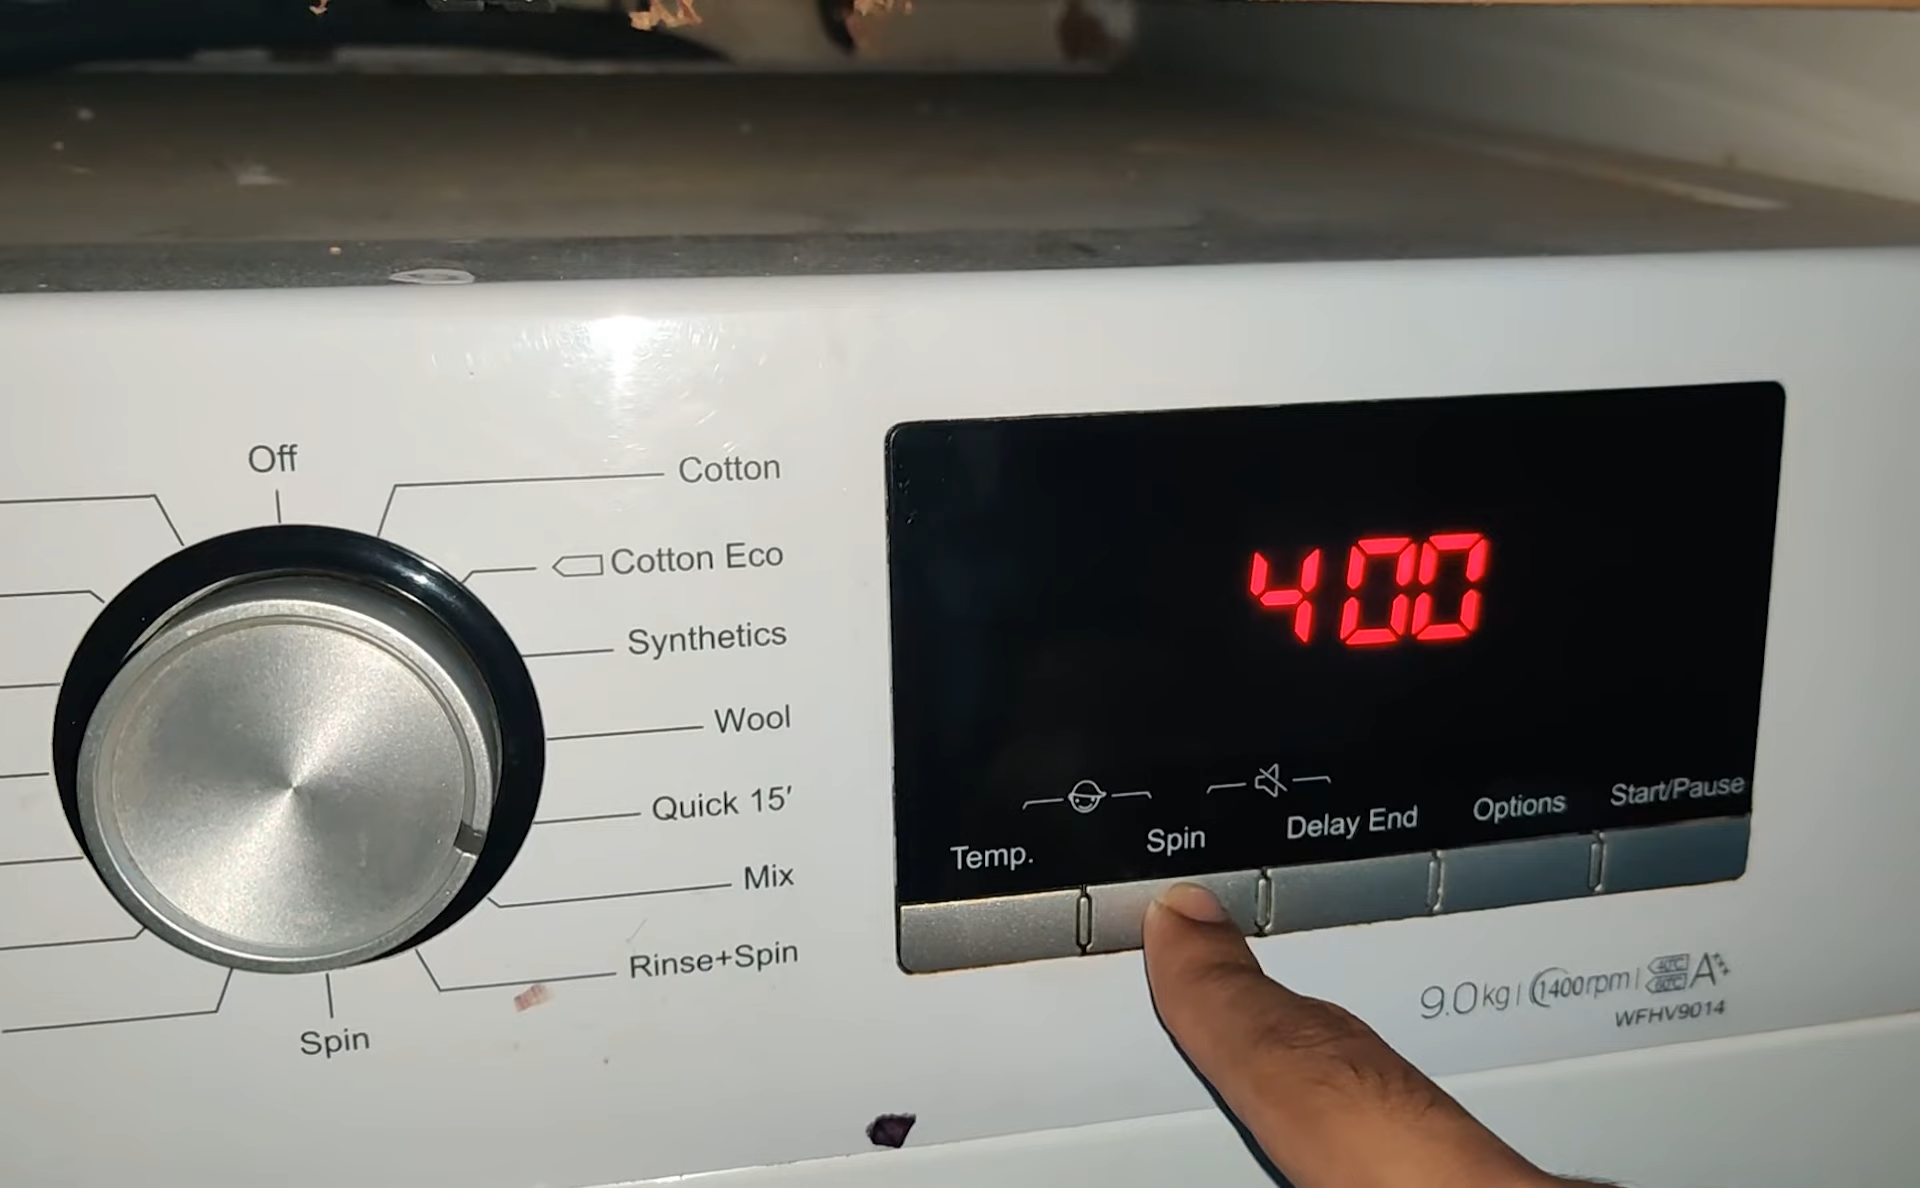 Off
Cotton
Cotton Eco
Synthetics
Wool
Quick 15'
Mix
Rinse+Spin
Spin
400
Temp.
Spin
Delay End
Options
Start/Pause
9.0kg 1400rpm A+++
WFHV9014